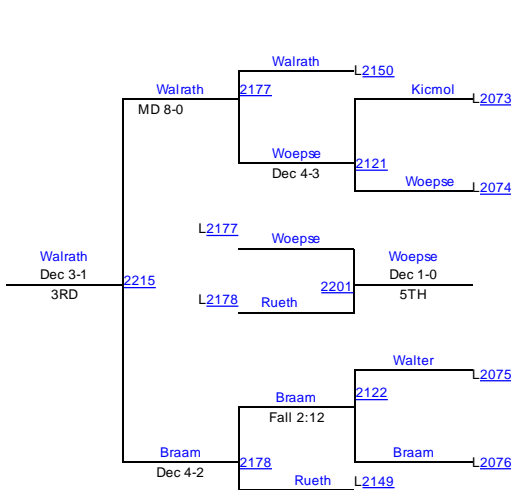 Walrath
L2150
Walrath
2177
Kicmol
L2073
MD 8-0
Woepse
2121
Dec 4-3
Woepse
L2074
L2177
Woepse
Walrath
Woepse
Dec 3-1
2215
Dec 1-0
3RD
L2178
Rueth
2201
5TH
Walter
L2075
Braam
2122
Fall 2:12
Braam
2178
Braam
L2076
Dec 4-2
Rueth
L2149